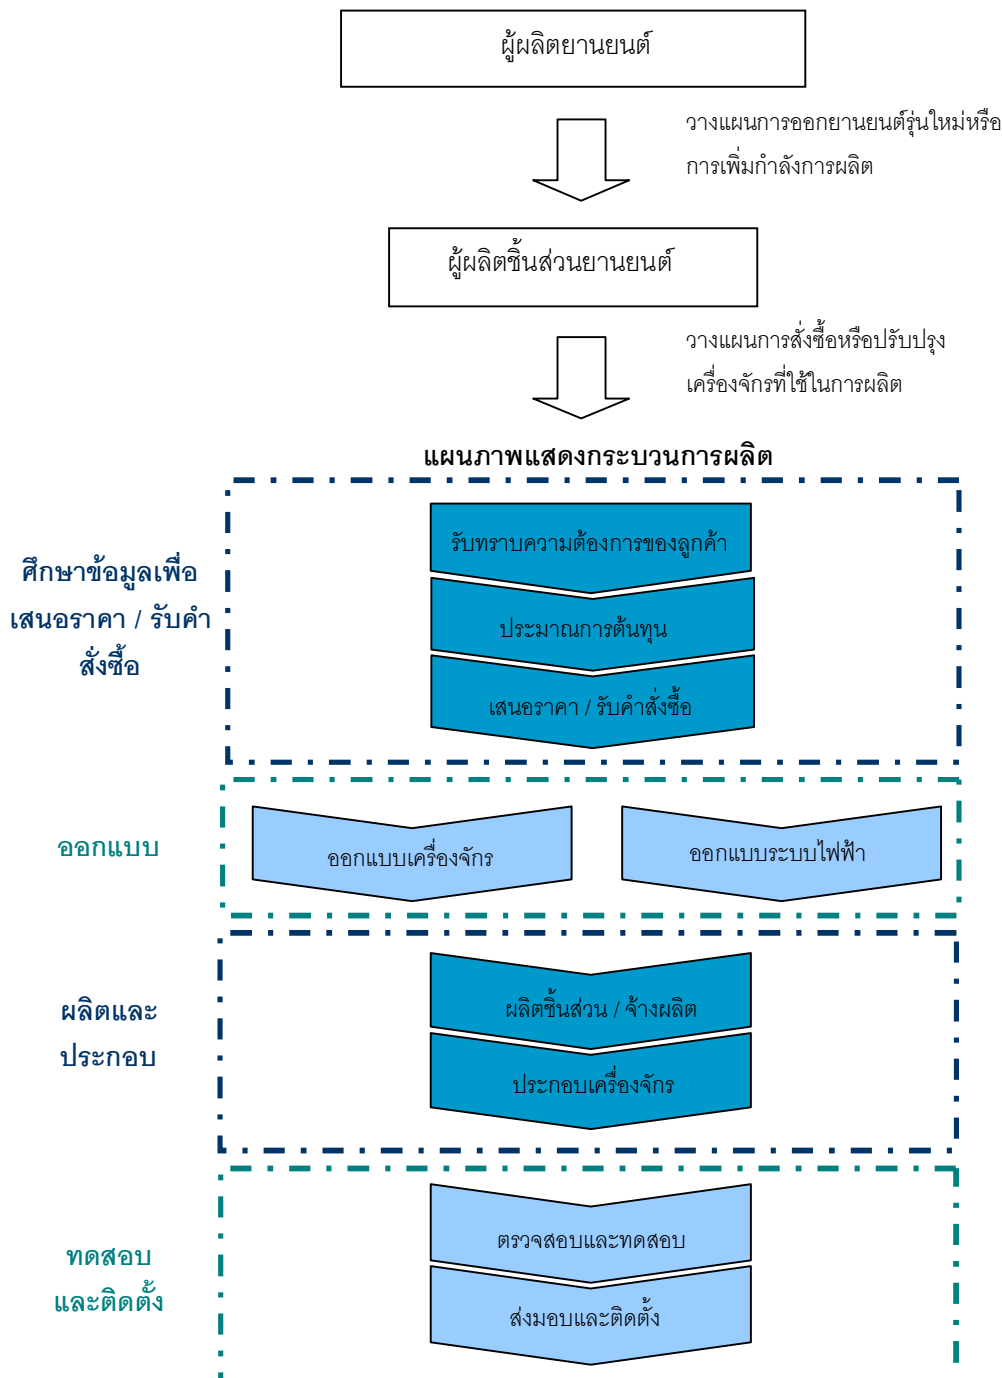 ผู้ผลิตยานยนต์
วางแผนการออกยานยนต์รุ่นใหม่หรือ
การเพิ่มกำลังการผลิต
ผู้ผลิตชิ้นส่วนยานยนต์
วางแผนการสั่งซื้อหรือปรับปรุง
เครื่องจักรที่ใช้ในการผลิต
แผนภาพแสดงกระบวนการผลิต
ศึกษาข้อมูลเพื่อ
เสนอราคา / รับคำ
สั่งซื้อ
รับทราบความต้องการของลูกค้า
ประมาณการต้นทุน
เสนอราคา / รับคำสั่งซื้อ
ออกแบบ
ออกแบบเครื่องจักร
ออกแบบระบบไฟฟ้า
ผลิตและ
ประกอบ
ผลิตชิ้นส่วน / จ้างผลิต
ประกอบเครื่องจักร
ทดสอบ
และติดตั้ง
ตรวจสอบและทดสอบ
ส่งมอบและติดตั้ง